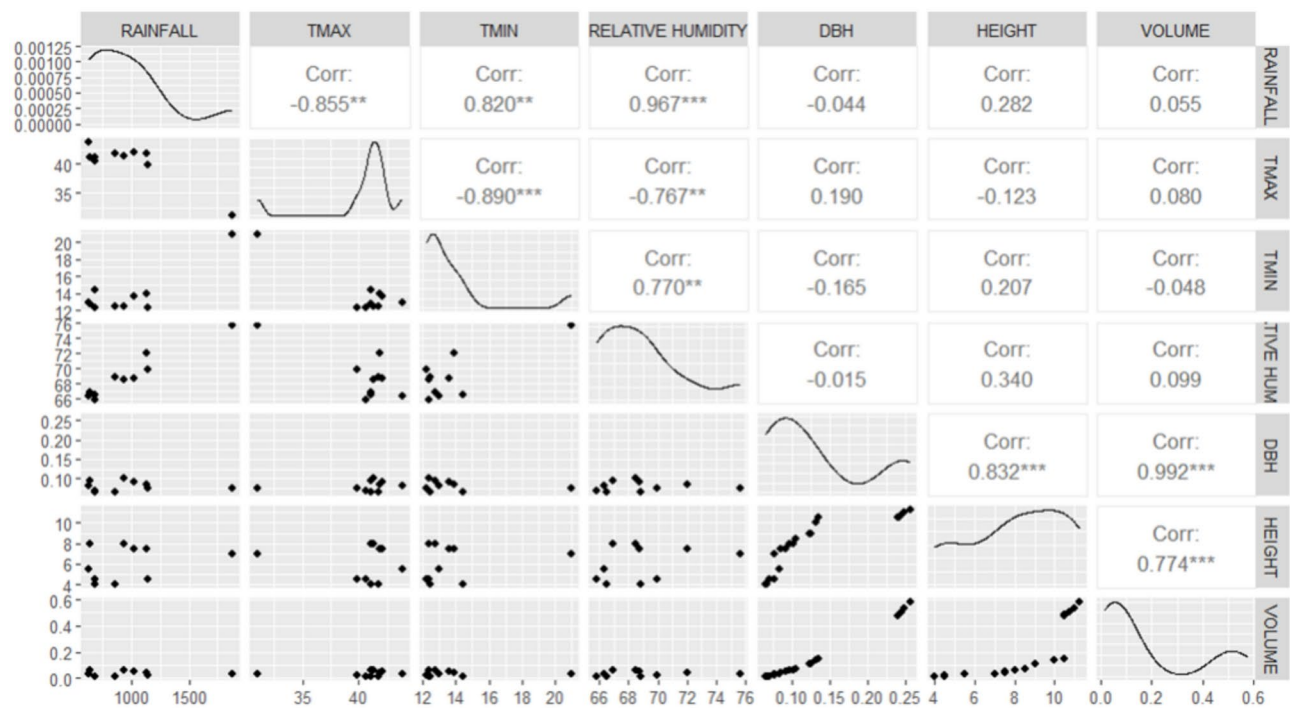 RAINFALL TMAX TMIN RELATIVE HUMIDITY DBH HEIGHT VOLUME
0.00125
0.00100
0.00075
0.00050
0.00025
0.00000
Corr: Corr: Corr: Corr: Corr: Corr:
-0.855** 0.820** 0.967*** -0.044 0.282 0.055
RAINFALL
40
35
Corr: Corr: Corr: Corr: Corr:
-0.890*** -0.767** 0.190 -0.123 0.080
TMAX
20
18
16
14
12
Corr: Corr: Corr: Corr:
0.770** -0.165 0.207 -0.048
TMIN
76
74
72
70
68
66
Corr: Corr: Corr:
-0.015 0.340 0.099
TIVE HUM
0.25
0.20
0.15
0.10
Corr: Corr:
0.832*** 0.992***
DBH
10
8
6
4
Corr:
0.774***
HEIGHT
0.6
0.4
0.2
0.0
VOLUME
1000 1500 35 40 12 14 16 18 20 66 68 70 72 74 76 0.10 0.15 0.20 0.25 4 6 8 10 0.0 0.2 0.4 0.6